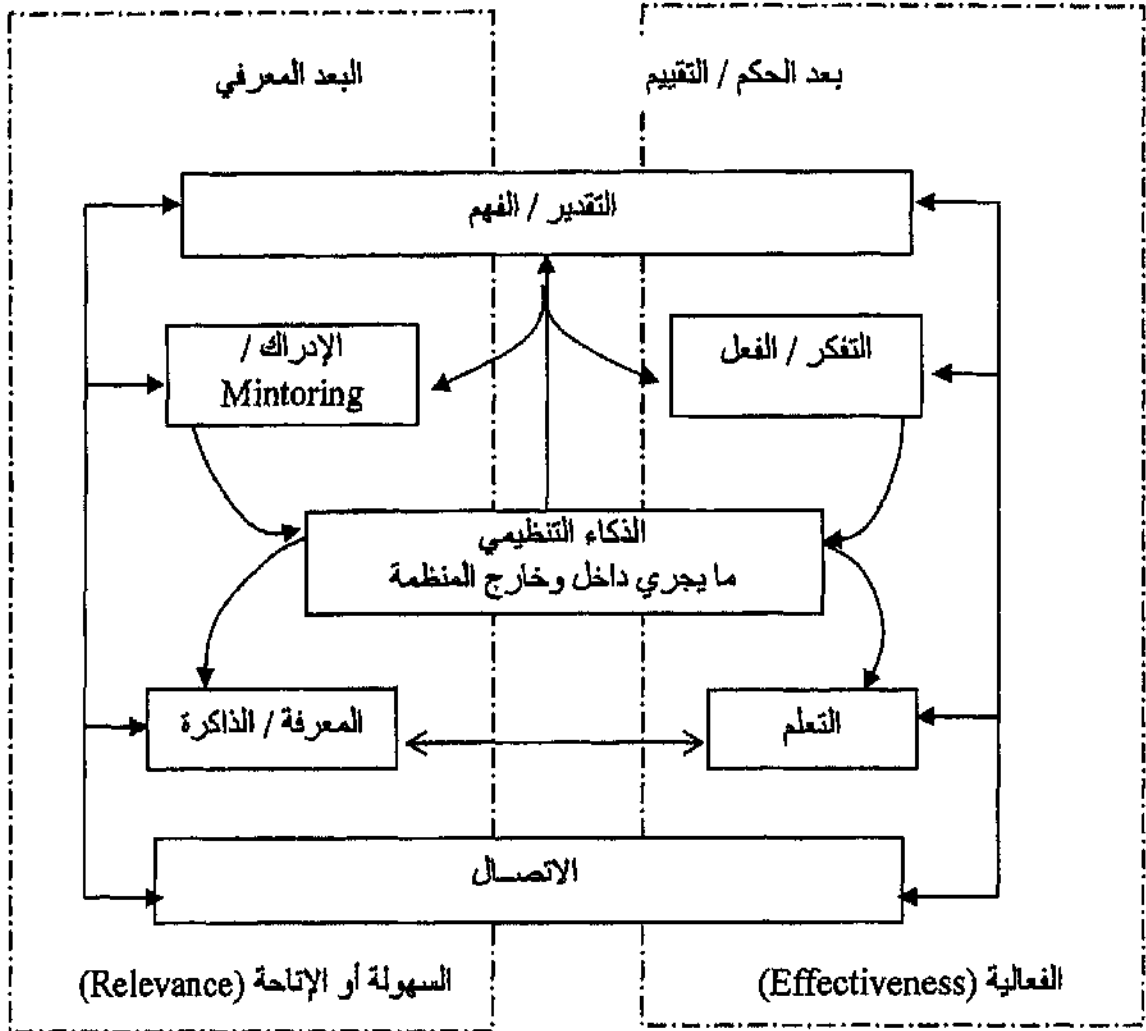 بعد الحكم / التقييم
البعد المعرفي
التقدير / الفهم
التفكر / الفعل
الإدراك /
Mintoring
الذكاء التنظيمي
ما يجري داخل وخارج المنظمة
التعلم
المعرفة / الذاكرة
الاتصــال
الفعالية (Effectiveness)
السهولة أو الإتاحة (Relevance)